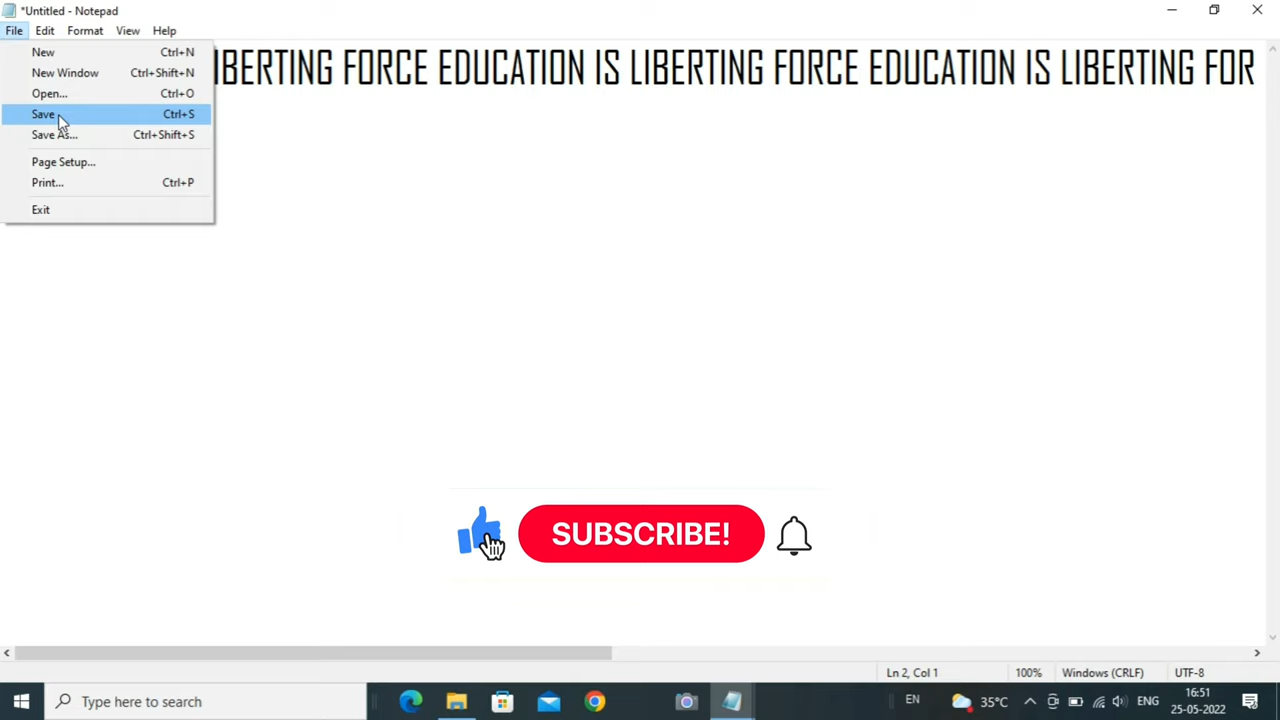 *Untitled - Notepad
File Edit Format View Help
IBERTING FORCE EDUCATION IS LIBERTING FORCE EDUCATION IS LIBERTING FOR
New Ctrl+N
New Window Ctrl+Shift+N
Open... Ctrl+O
Save Ctrl+S
Save As... Ctrl+Shift+S
Page Setup... 
Print... Ctrl+P
Exit
SUBSCRIBE!
Ln 2, Col 1 100% Windows (CRLF) UTF-8
Type here to search EN 35°C ENG 16:51
25-05-2022